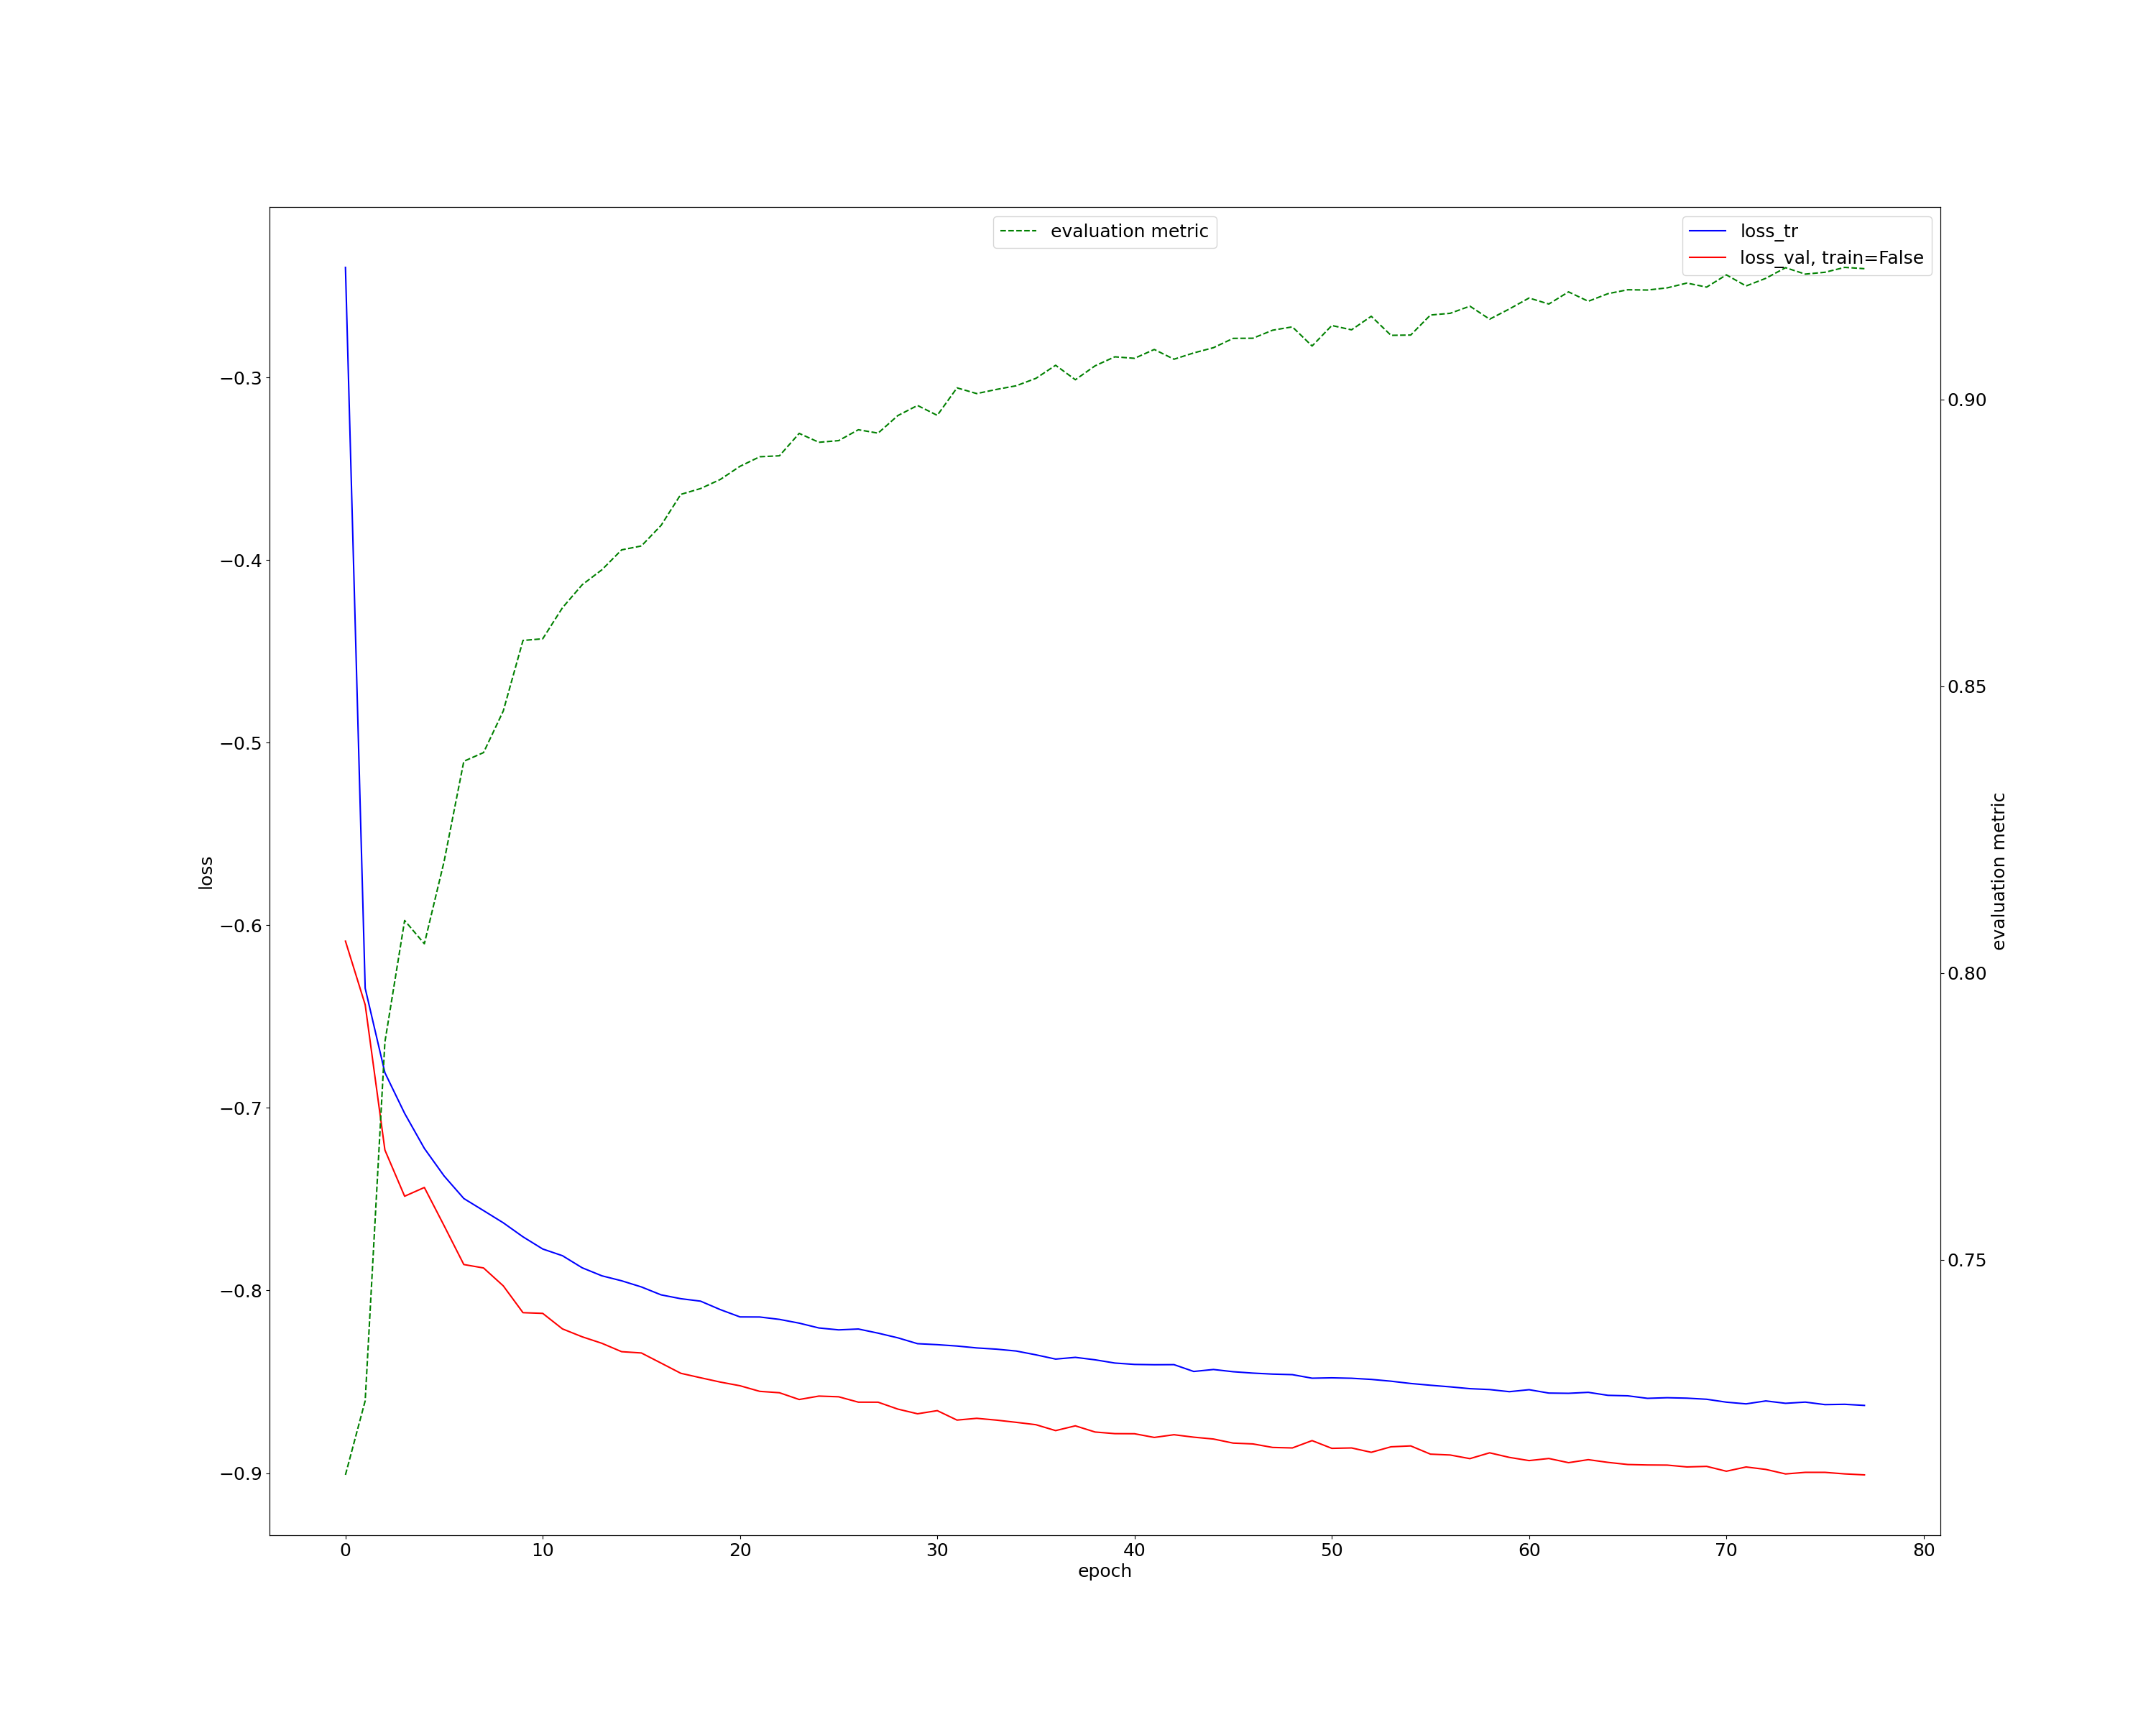 evaluation metric
loss_tr
loss_val, train=False
−0.3
−0.4
−0.5
−0.6
−0.7
−0.8
−0.9
loss
0.90
0.85
0.80
0.75
evaluation metric
0 10 20 30 40 50 60 70 80
epoch